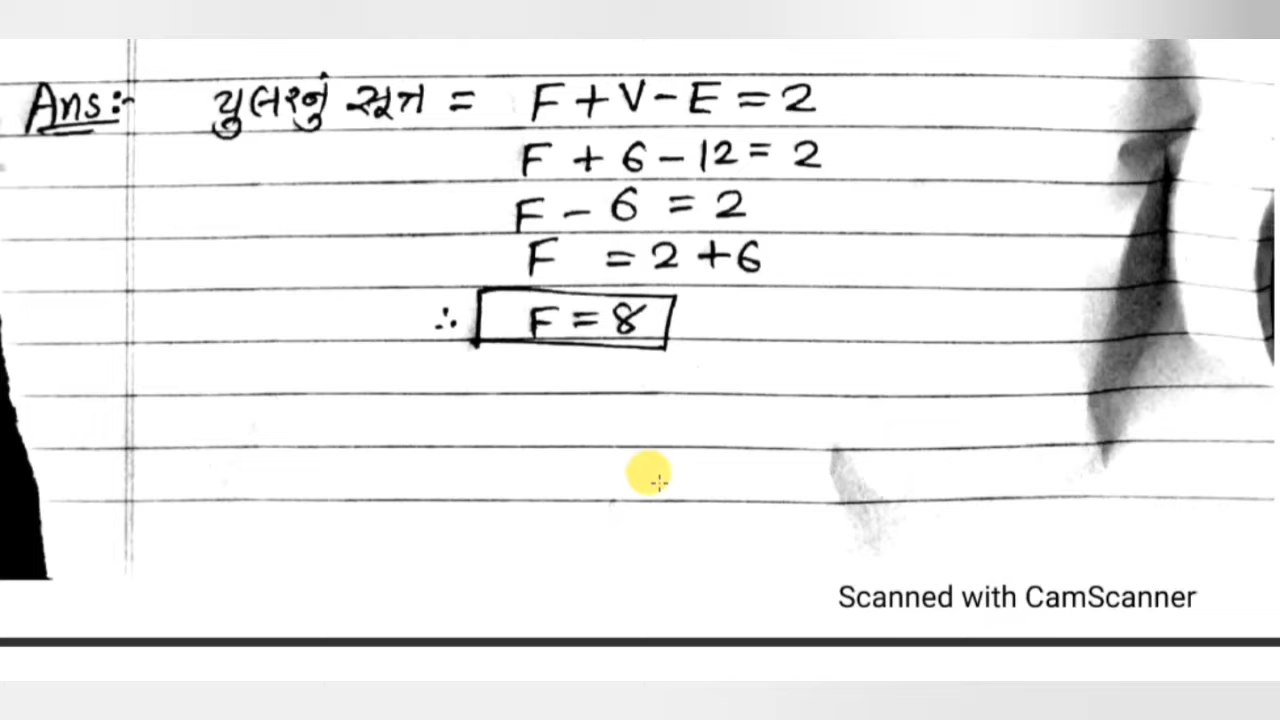 Ans:- યુલરનું સૂત્ર = F + V - E = 2
F + 6 - 12 = 2
F - 6 = 2
F = 2 + 6
∴ F = 8
Scanned with CamScanner